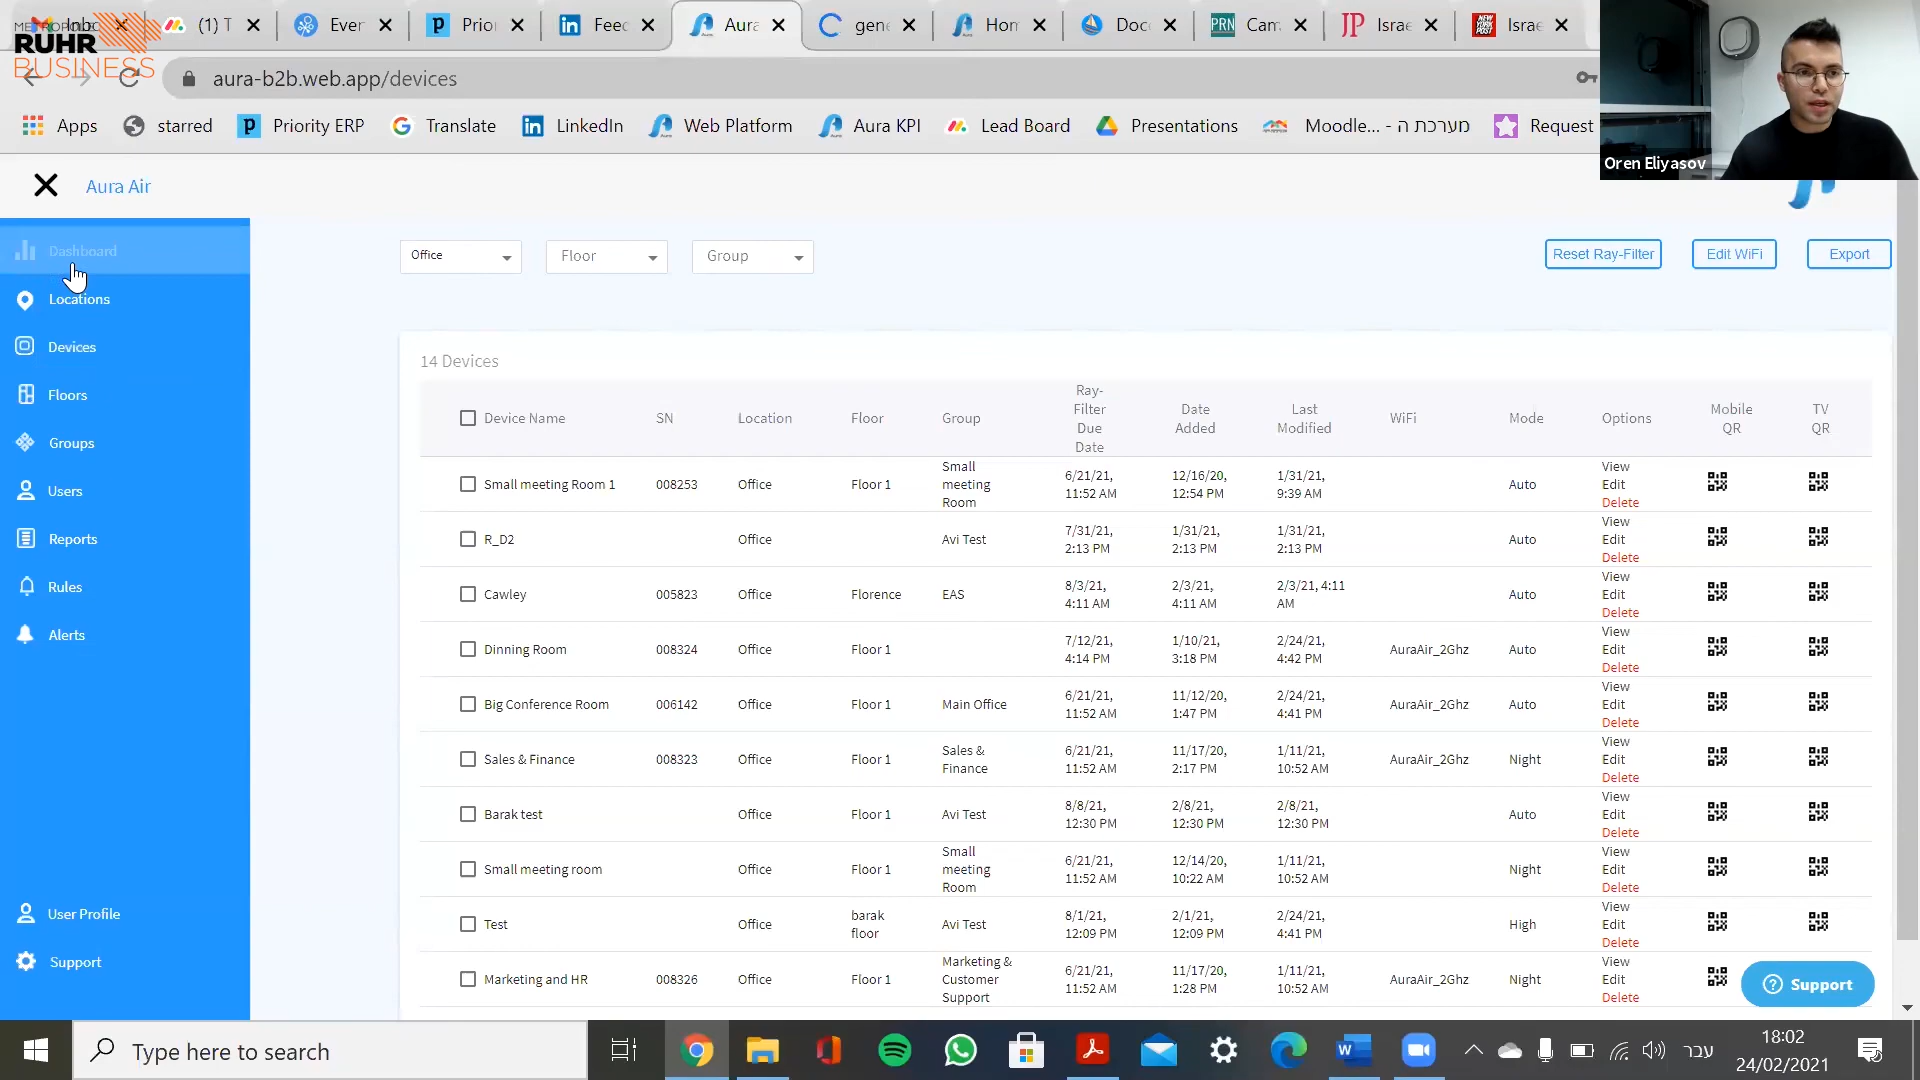 METROPOLE
RUHR
BUSINESS
Inb
(1) T
Ever
Prio
Feed
Aura
gene
Hom
Doc
PRN
Cam
JP
Israe
NEW YORK POST
Israe
aura-b2b.web.app/devices
Apps
starred
Priority ERP
Translate
LinkedIn
Web Platform
Aura KPI
Lead Board
Presentations
Moodle... - מערכת ה
Request
Oren Eliyasov
Aura Air
Dashboard
Locations
Devices
Floors
Groups
Users
Reports
Rules
Alerts
User Profile
Support
Office
Floor
Group
Reset Ray-Filter
Edit WiFi
Export
14 Devices
Device Name SN Location Floor Group Ray-Filter Due Date Date Added Last Modified WiFi Mode Options Mobile QR TV QR
Small meeting Room 1 008253 Office Floor 1 Small meeting Room 6/21/21, 11:52 AM 12/16/20, 12:54 PM 1/31/21, 9:39 AM Auto View Edit Delete
R_D2 Office Avi Test 7/31/21, 2:13 PM 1/31/21, 2:13 PM 1/31/21, 2:13 PM Auto View Edit Delete
Cawley 005823 Office Florence EAS 8/3/21, 4:11 AM 2/3/21, 4:11 AM 2/3/21, 4:11 AM Auto View Edit Delete
Dinning Room 008324 Office Floor 1 7/12/21, 4:14 PM 1/10/21, 3:18 PM 2/24/21, 4:42 PM AuraAir_2Ghz Auto View Edit Delete
Big Conference Room 006142 Office Floor 1 Main Office 6/21/21, 11:52 AM 11/12/20, 1:47 PM 2/24/21, 4:41 PM AuraAir_2Ghz Auto View Edit Delete
Sales & Finance 008323 Office Floor 1 Sales & Finance 6/21/21, 11:52 AM 11/17/20, 2:17 PM 1/11/21, 10:52 AM AuraAir_2Ghz Night View Edit Delete
Barak test Office Floor 1 Avi Test 8/8/21, 12:30 PM 2/8/21, 12:30 PM 2/8/21, 12:30 PM Auto View Edit Delete
Small meeting room Office Floor 1 Small meeting Room 6/21/21, 11:52 AM 12/14/20, 10:22 AM 1/11/21, 10:52 AM Night View Edit Delete
Test Office barak floor Avi Test 8/1/21, 12:09 PM 2/1/21, 12:09 PM 2/24/21, 4:41 PM High View Edit Delete
Marketing and HR 008326 Office Floor 1 Marketing & Customer Support 6/21/21, 11:52 AM 11/17/20, 1:28 PM 1/11/21, 10:52 AM AuraAir_2Ghz Night View Edit Delete
Support
Type here to search
עבר
18:02
24/02/2021